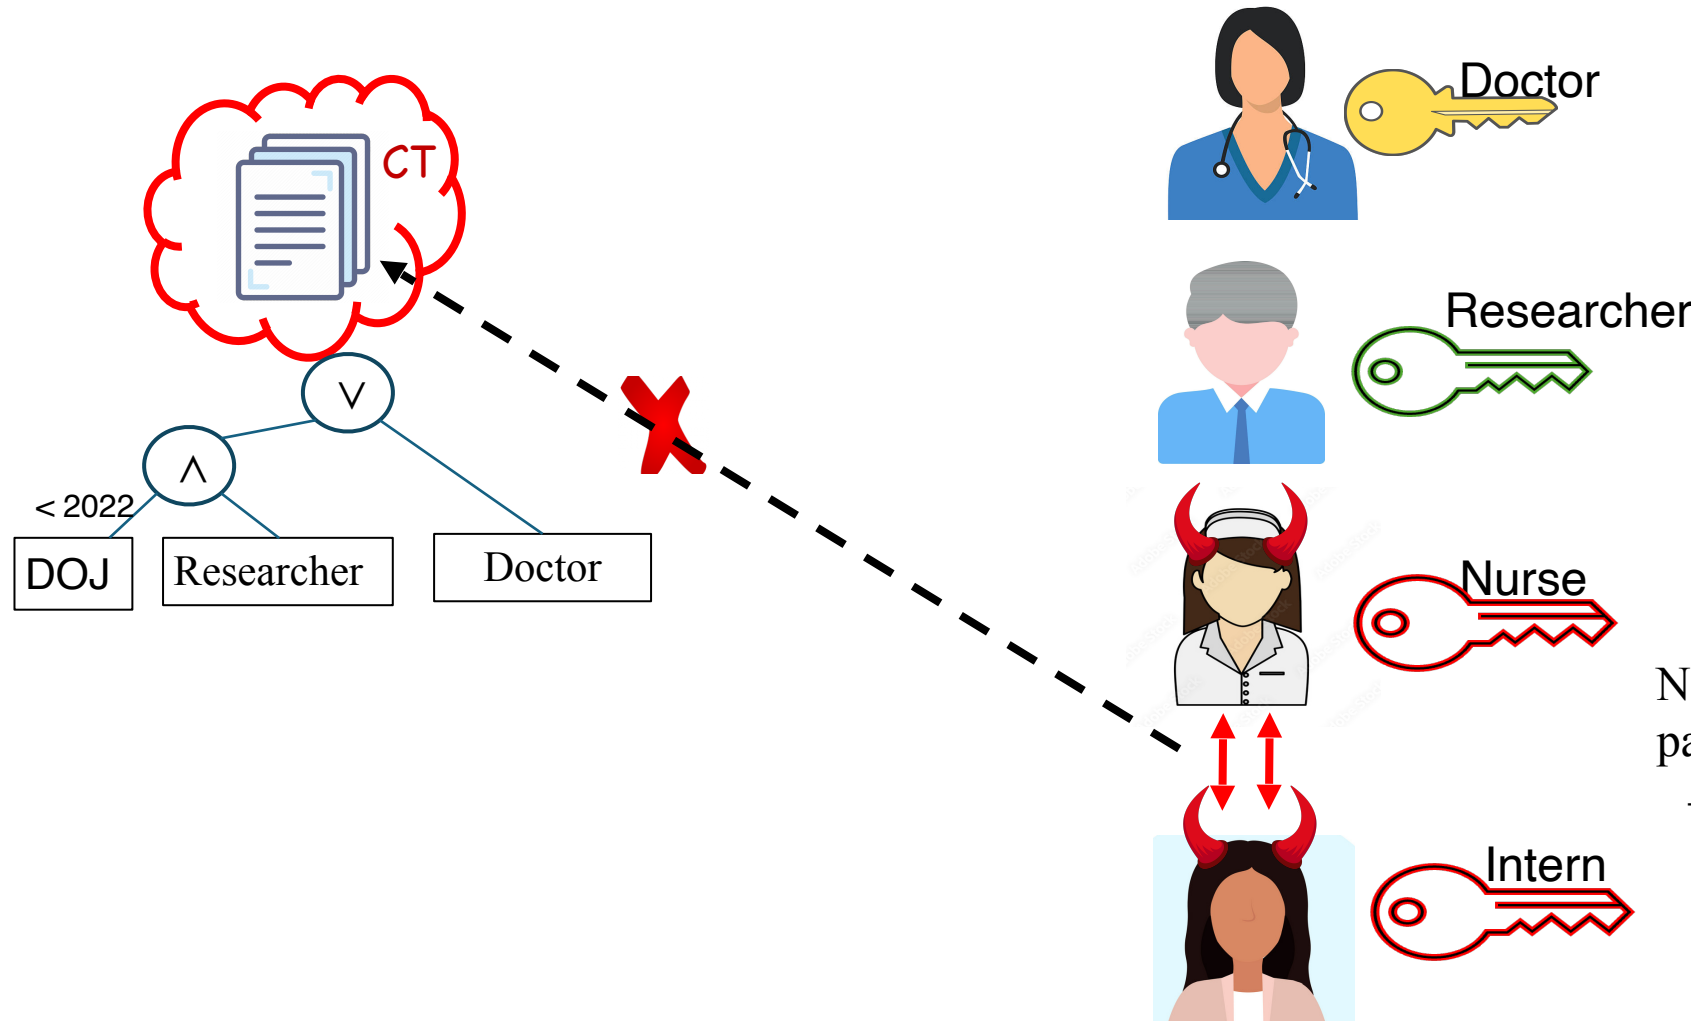 CT
∨
∧
< 2022
DOJ
Researcher
Doctor
Doctor
Researcher
Nurse
Intern